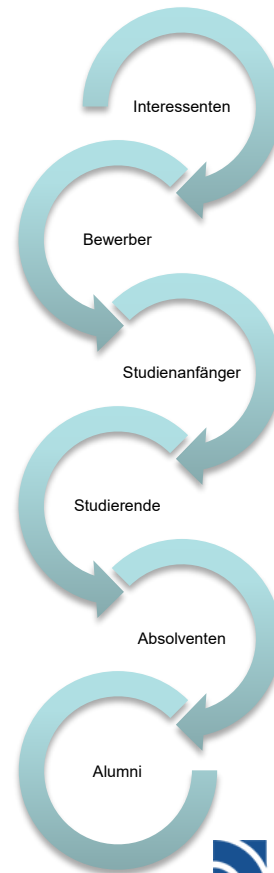 Interessenten
Bewerber
Studienanfänger
Studierende
Absolventen
Alumni